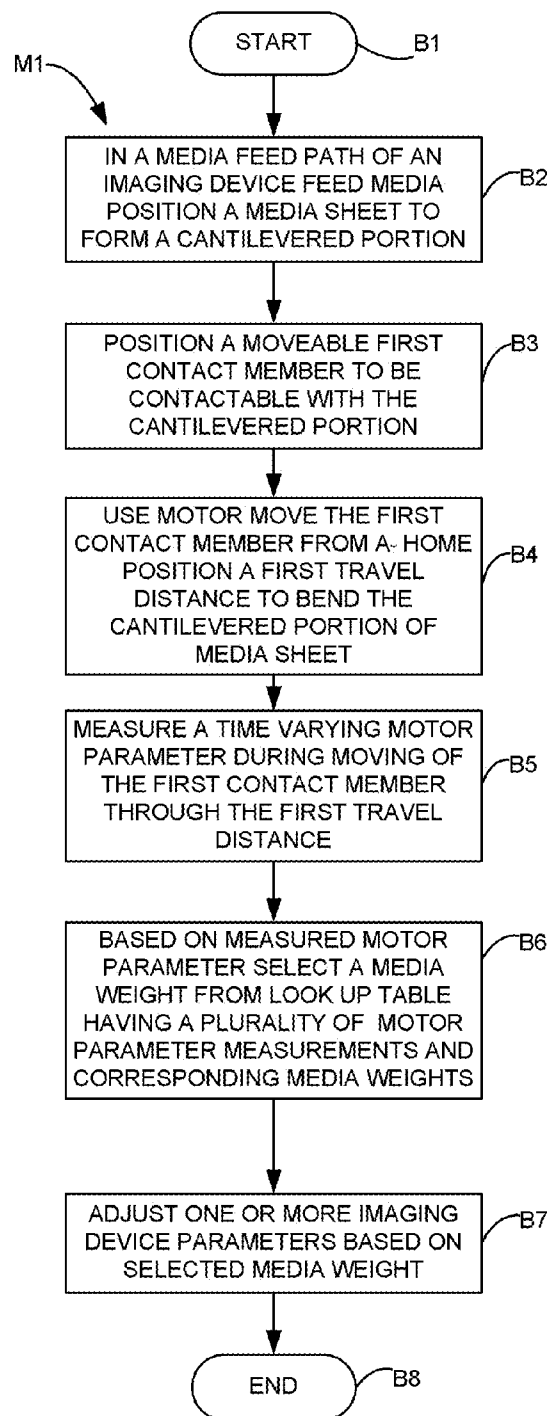 START
B1
M1
IN A MEDIA FEED PATH OF AN
IMAGING DEVICE FEED MEDIA
POSITION A MEDIA SHEET TO
FORM A CANTILEVERED PORTION
B2
POSITION A MOVEABLE FIRST
CONTACT MEMBER TO BE
CONTACTABLE WITH THE
CANTILEVERED PORTION
B3
USE MOTOR MOVE THE FIRST
CONTACT MEMBER FROM A- HOME
POSITION A FIRST TRAVEL
DISTANCE TO BEND THE
CANTILEVERED PORTION OF
MEDIA SHEET
B4
MEASURE A TIME VARYING MOTOR
PARAMETER DURING MOVING OF
THE FIRST CONTACT MEMBER
THROUGH THE FIRST TRAVEL
DISTANCE
B5
BASED ON MEASURED MOTOR
PARAMETER SELECT A MEDIA
WEIGHT FROM LOOK UP TABLE
HAVING A PLURALITY OF MOTOR
PARAMETER MEASUREMENTS AND
CORRESPONDING MEDIA WEIGHTS
B6
ADJUST ONE OR MORE IMAGING
DEVICE PARAMETERS BASED ON
SELECTED MEDIA WEIGHT
B7
END
B8